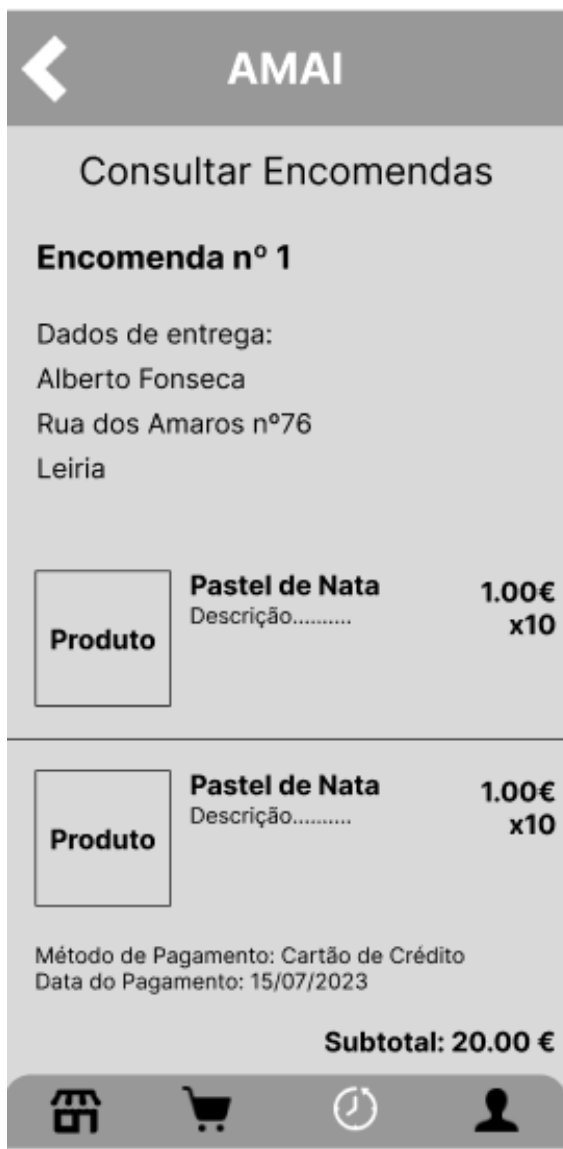 AMAI
Consultar Encomendas
Encomenda nº 1
Dados de entrega:
Alberto Fonseca
Rua dos Amaros nº76
Leiria
Produto
Pastel de Nata
Descrição..........
1.00€
x10
Produto
Pastel de Nata
Descrição..........
1.00€
x10
Método de Pagamento: Cartão de Crédito
Data do Pagamento: 15/07/2023
Subtotal: 20.00 €